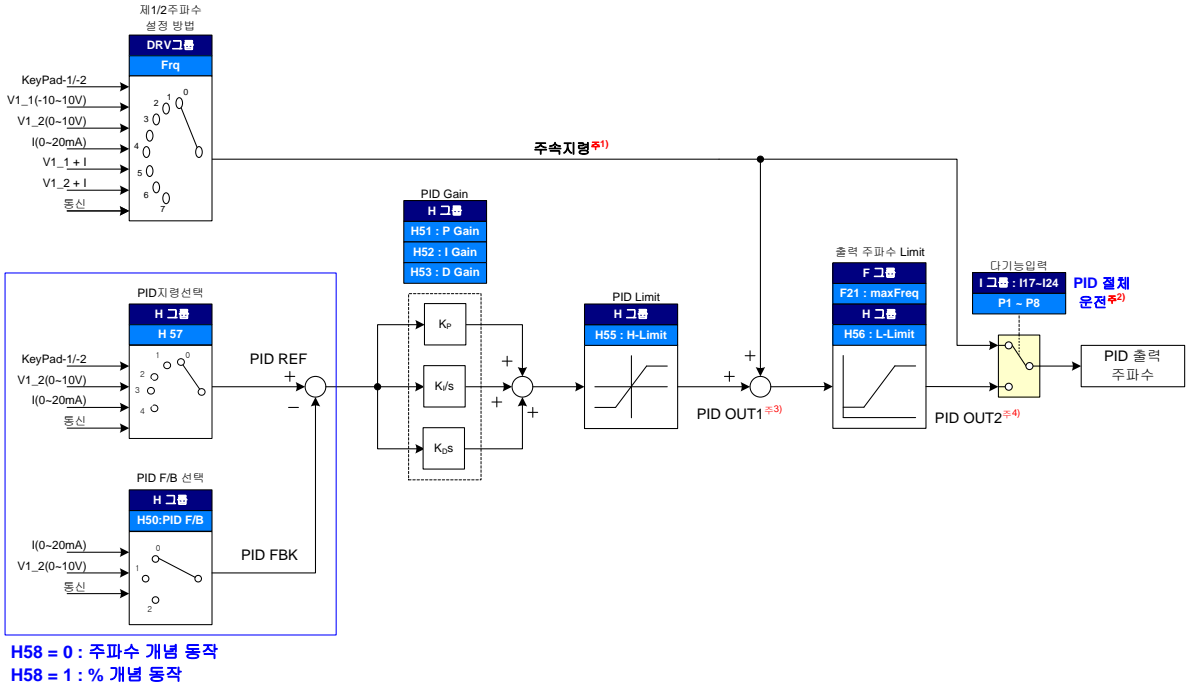 제1/2주파수
설정 방법
DRV그룹
Frq
KeyPad-1/-2
V1_1(-10~10V)
V1_2(0~10V)
I(0~20mA)
V1_1 + I
V1_2 + I
통신
0
1
2
3
4
5
6
7
주속지령주1)
PID Gain
H 그룹
H51 : P Gain
H52 : I Gain
H53 : D Gain
출력 주파수 Limit
F 그룹
F21 : maxFreq
H 그룹
H56 : L-Limit
다기능입력
I 그룹 : I17~I24
P1 ~ P8
PID 절체
운전주2)
PID지령선택
H 그룹
H 57
KeyPad-1/-2
V1_2(0~10V)
I(0~20mA)
통신
0
1
2
3
4
PID REF
+
−
KP
KI/s
KDs
+
+
+
PID Limit
H 그룹
H55 : H-Limit
+
+
PID OUT1주3)
PID OUT2주4)
PID 출력
주파수
PID F/B 선택
H 그룹
H50:PID F/B
I(0~20mA)
V1_2(0~10V)
통신
0
1
2
PID FBK
H58 = 0 : 주파수 개념 동작
H58 = 1 : % 개념 동작